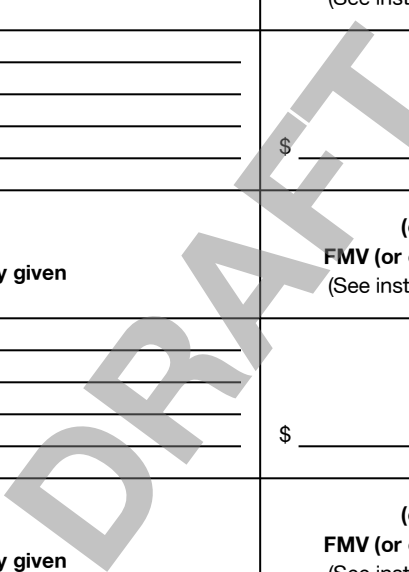 (See inst
$
(
y given
FMV (or
(See inst
$
(
y given
FMV (or
(See inst
DRAFT